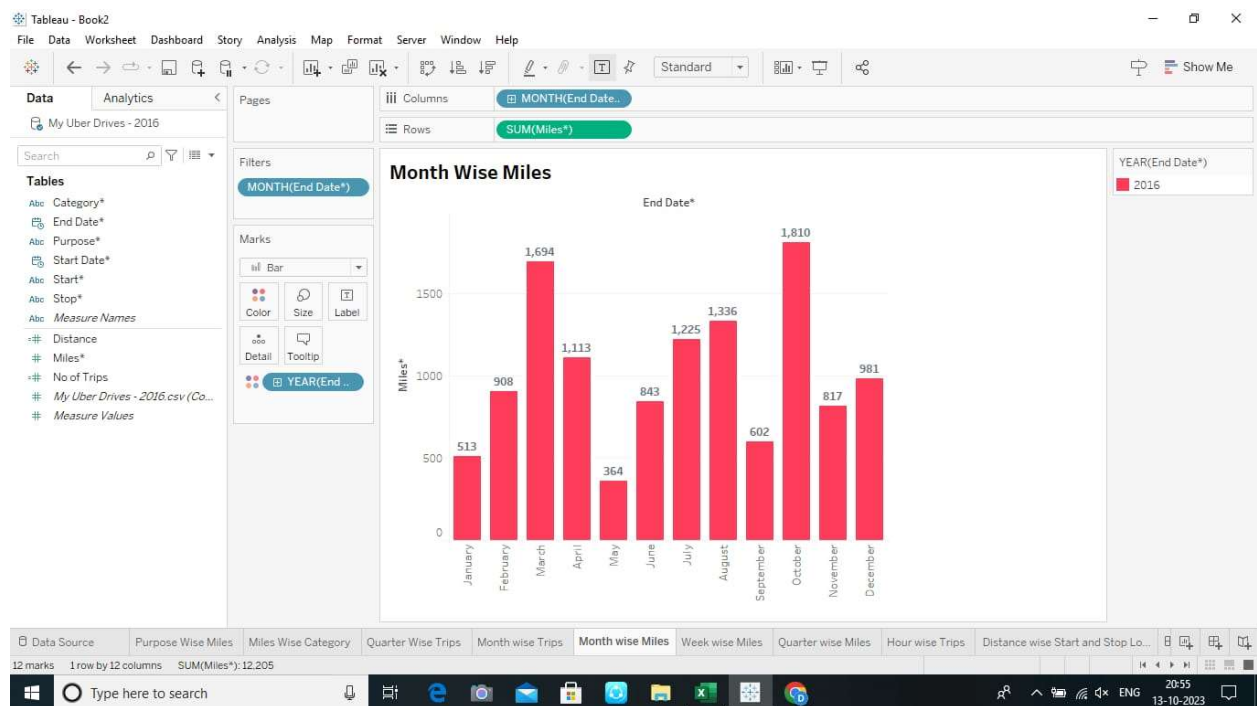 Tableau - Book2
File Data Worksheet Dashboard Story Analysis Map Format Server Window Help
Standard
Show Me
Data Analytics
Pages
iii Columns
MONTH(End Date..
My Uber Drives - 2016
Rows
SUM(Miles*)
Search
Filters
MONTH(End Date*)
Month Wise Miles
YEAR(End Date*)
2016
Tables
Abc Category*
End Date*
Abc Purpose*
Start Date*
Abc Start*
Abc Stop*
Abc Measure Names
=# Distance
# Miles*
=# No of Trips
# My Uber Drives - 2016.csv (Co...
# Measure Values
Marks
Bar
Color Size Label
Detail Tooltip
YEAR(End ..
End Date*
Miles*
1500
1000
500
0
513
908
1,694
1,113
364
843
1,225
1,336
602
1,810
817
981
January
February
March
April
May
June
July
August
September
October
November
December
Data Source Purpose Wise Miles Miles Wise Category Quarter Wise Trips Month wise Trips Month wise Miles Week wise Miles Quarter wise Miles Hour wise Trips Distance wise Start and Stop Lo...
12 marks 1 row by 12 columns SUM(Miles*): 12,205
Type here to search
ENG
20:55
13-10-2023